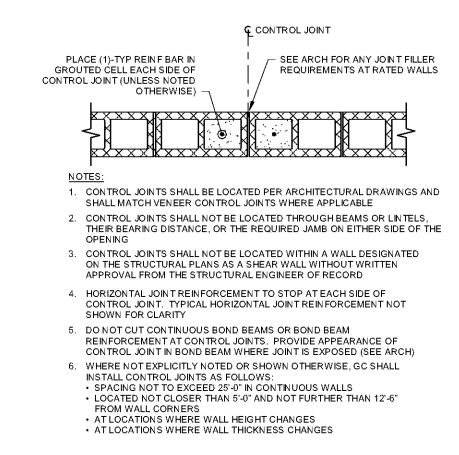 ℄ CONTROL JOINT
PLACE (1)-TYP REINF BAR IN
GROUTED CELL EACH SIDE OF
CONTROL JOINT (UNLESS NOTED
OTHERWISE)
SEE ARCH FOR ANY JOINT FILLER
REQUIREMENTS AT RATED WALLS
NOTES:
1. CONTROL JOINTS SHALL BE LOCATED PER ARCHITECTURAL DRAWINGS AND
SHALL MATCH VENEER CONTROL JOINTS WHERE APPLICABLE
2. CONTROL JOINTS SHALL NOT BE LOCATED THROUGH BEAMS OR LINTELS,
THEIR BEARING DISTANCE, OR THE REQUIRED JAMB ON EITHER SIDE OF THE
OPENING
3. CONTROL JOINTS SHALL NOT BE LOCATED WITHIN A WALL DESIGNATED
ON THE STRUCTURAL PLANS AS A SHEAR WALL WITHOUT WRITTEN
APPROVAL FROM THE STRUCTURAL ENGINEER OF RECORD
4. HORIZONTAL JOINT REINFORCEMENT TO STOP AT EACH SIDE OF
CONTROL JOINT. TYPICAL HORIZONTAL JOINT REINFORCEMENT NOT
SHOWN FOR CLARITY
5. DO NOT CUT CONTINUOUS BOND BEAMS OR BOND BEAM
REINFORCEMENT AT CONTROL JOINTS. PROVIDE APPEARANCE OF
CONTROL JOINT IN BOND BEAM WHERE JOINT IS EXPOSED (SEE ARCH)
6. WHERE NOT EXPLICITLY NOTED OR SHOWN OTHERWISE, GC SHALL
INSTALL CONTROL JOINTS AS FOLLOWS:
• SPACING NOT TO EXCEED 25'-0" IN CONTINUOUS WALLS
• LOCATED NOT CLOSER THAN 5'-0" AND NOT FURTHER THAN 12'-6"
FROM WALL CORNERS
• AT LOCATIONS WHERE WALL HEIGHT CHANGES
• AT LOCATIONS WHERE WALL THICKNESS CHANGES